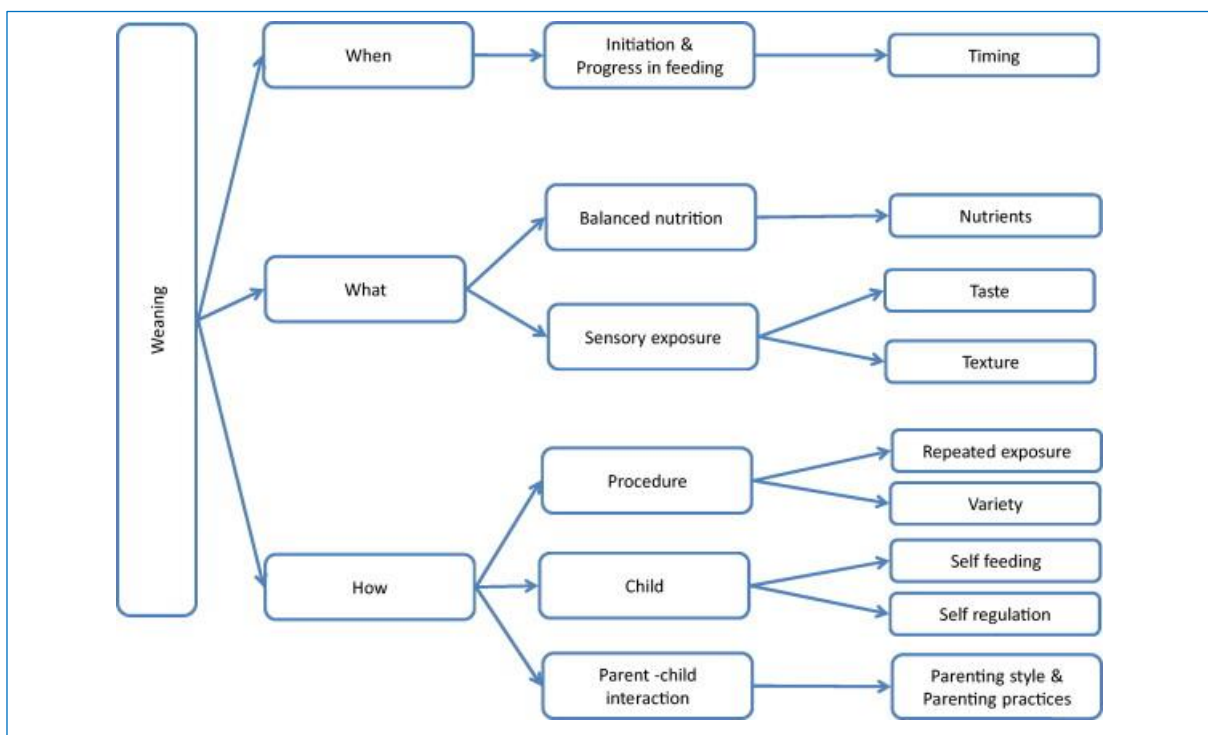 Weaning
When
Initiation &
Progress in feeding
Timing
What
Balanced nutrition
Nutrients
Sensory exposure
Taste
Texture
How
Procedure
Repeated exposure
Variety
Child
Self feeding
Self regulation
Parent -child
interaction
Parenting style &
Parenting practices